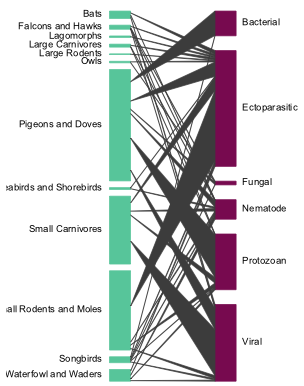 Bats
Falcons and Hawks
Lagomorphs
Large Carnivores
Large Rodents
Owls
Pigeons and Doves
eabirds and Shorebirds
Small Carnivores
all Rodents and Moles
Songbirds
Waterfowl and Waders
Bacterial
Ectoparasitic
Fungal
Nematode
Protozoan
Viral